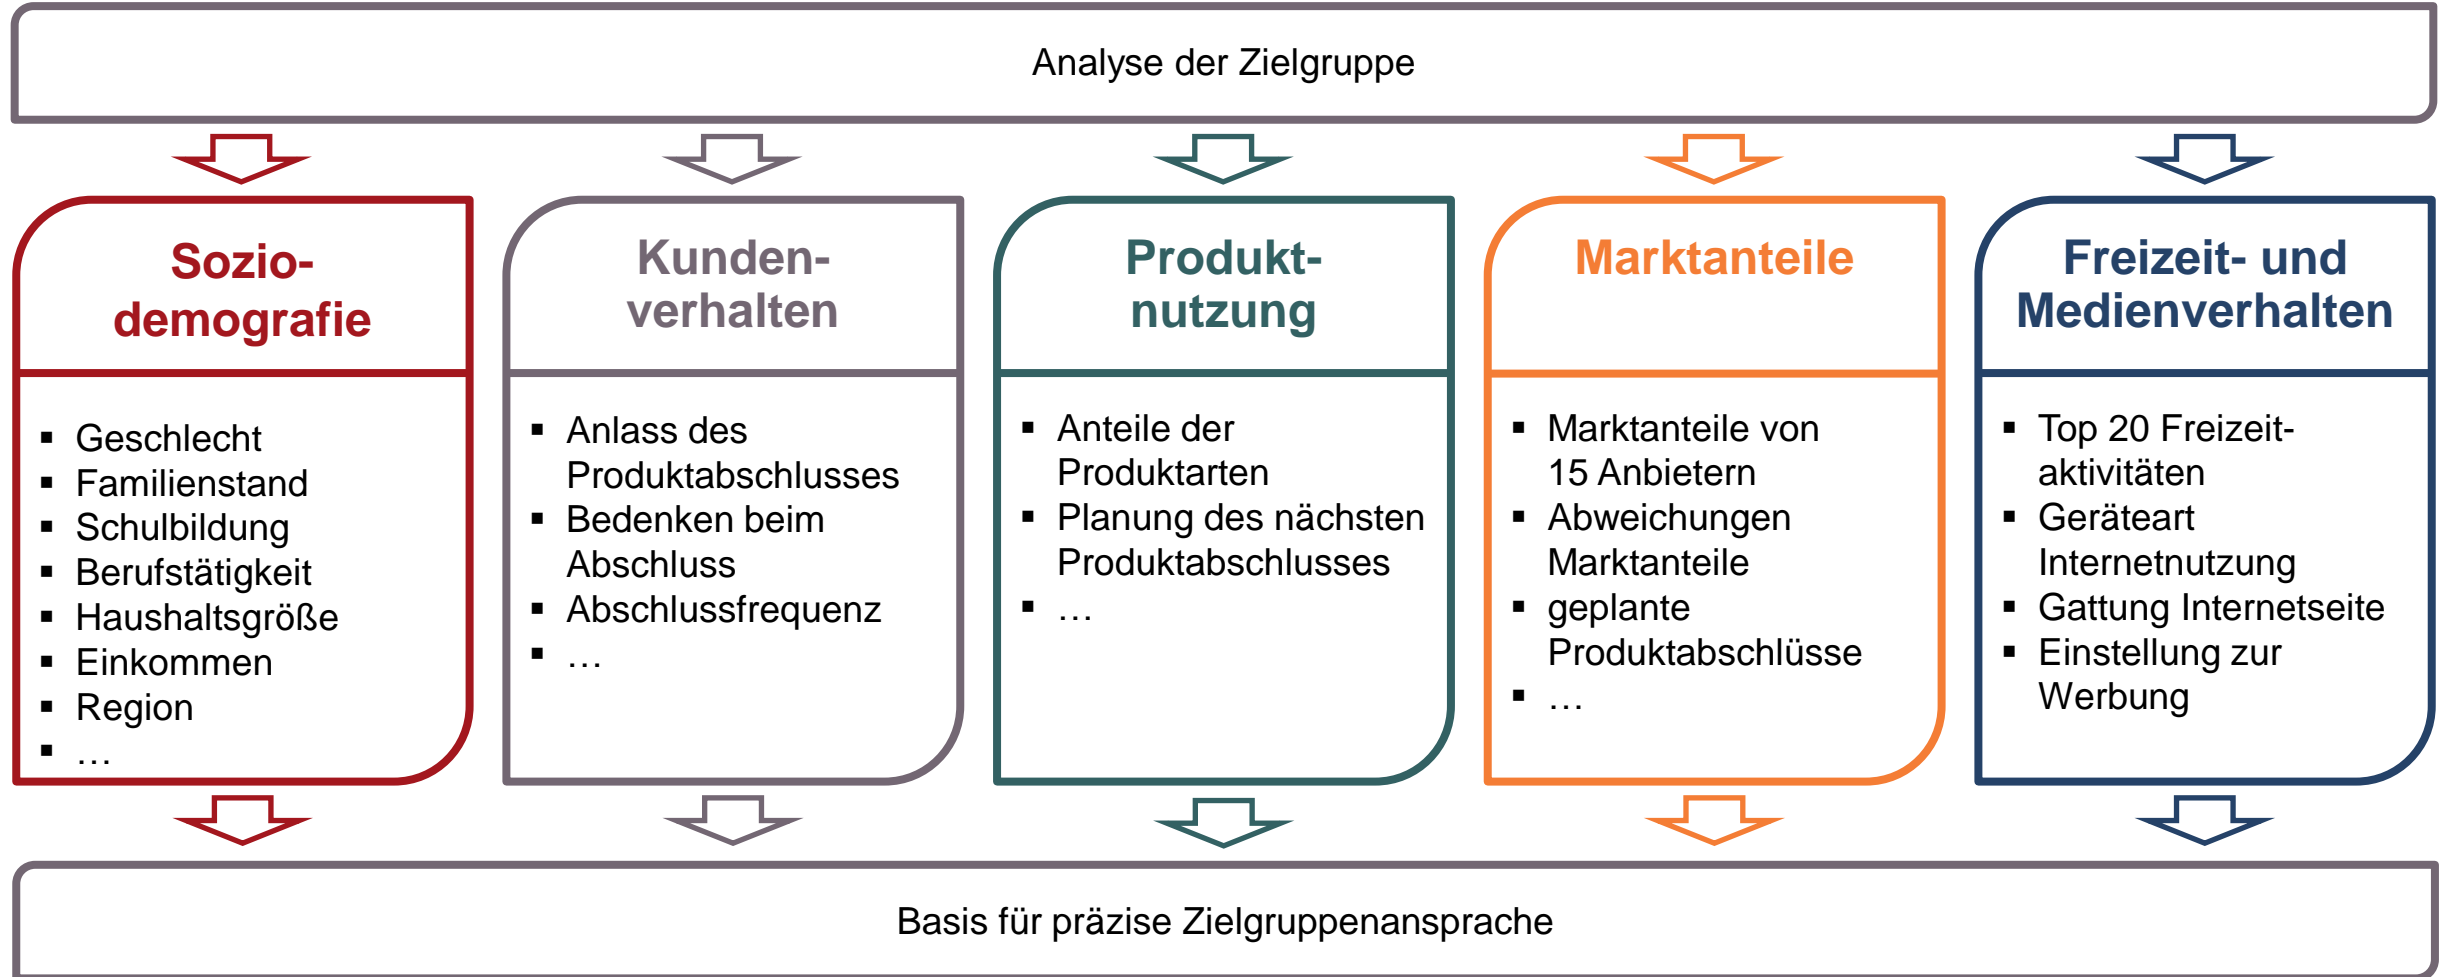 Analyse der Zielgruppe
Sozio-
demografie
▪ Geschlecht
▪ Familienstand
▪ Schulbildung
▪ Berufstätigkeit
▪ Haushaltsgröße
▪ Einkommen
▪ Region
▪ …
Kunden-
verhalten
▪ Anlass des
Produktabschlusses
▪ Bedenken beim
Abschluss
▪ Abschlussfrequenz
▪ …
Produkt-
nutzung
▪ Anteile der
Produktarten
▪ Planung des nächsten
Produktabschlusses
▪ …
Marktanteile
▪ Marktanteile von
15 Anbietern
▪ Abweichungen
Marktanteile
▪ geplante
Produktabschlüsse
▪ …
Freizeit- und
Medienverhalten
▪ Top 20 Freizeit-
aktivitäten
▪ Geräteart
Internetnutzung
▪ Gattung Internetseite
▪ Einstellung zur
Werbung
Basis für präzise Zielgruppenansprache